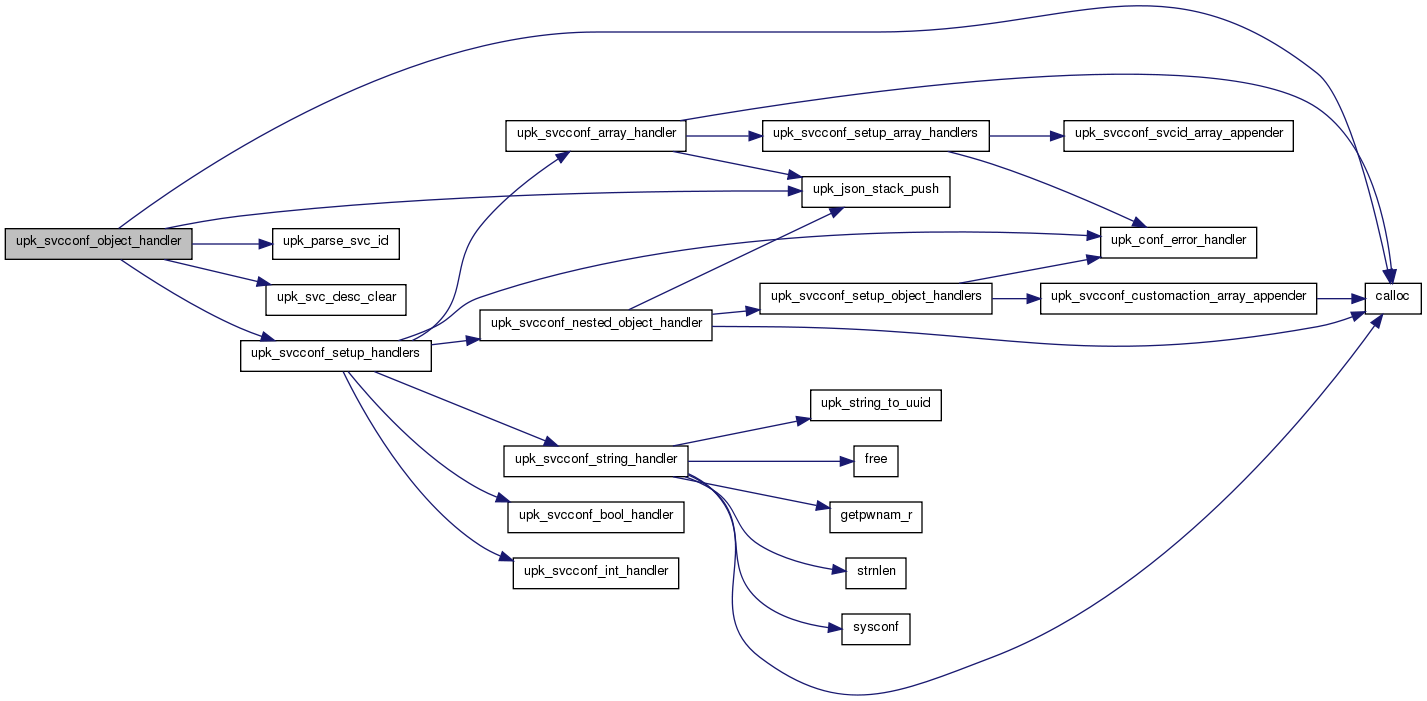 upk_svcconf_object_handler
upk_parse_svc_id
upk_svc_desc_clear
upk_svcconf_setup_handlers
upk_svcconf_array_handler
upk_svcconf_nested_object_handler
upk_svcconf_string_handler
upk_svcconf_bool_handler
upk_svcconf_int_handler
upk_svcconf_setup_array_handlers
upk_json_stack_push
upk_svcconf_setup_object_handlers
upk_string_to_uuid
free
getpwnam_r
strnlen
sysconf
upk_svcconf_svcid_array_appender
upk_conf_error_handler
upk_svcconf_customaction_array_appender
calloc